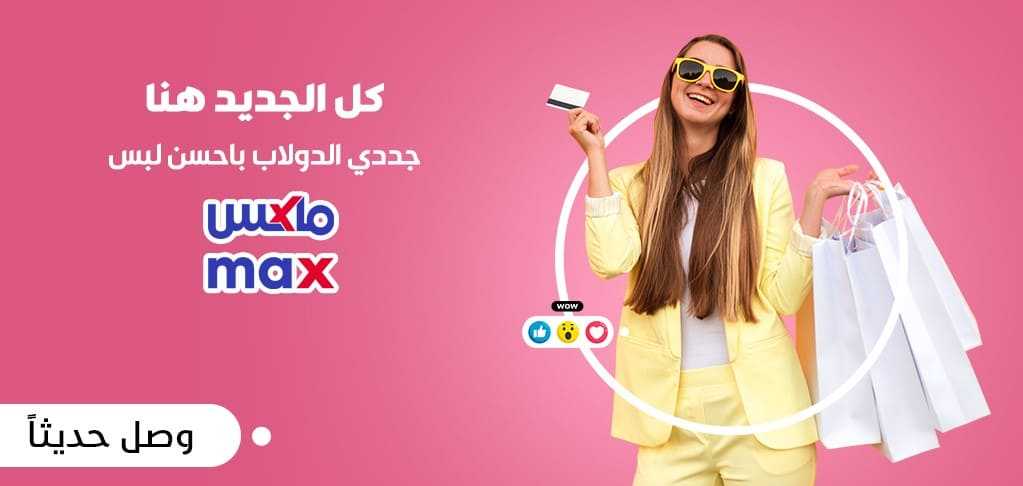 كل الجديد هنا
جددي الدولاب باحسن لبس
ماكس
max
wow
وصل حديثاً